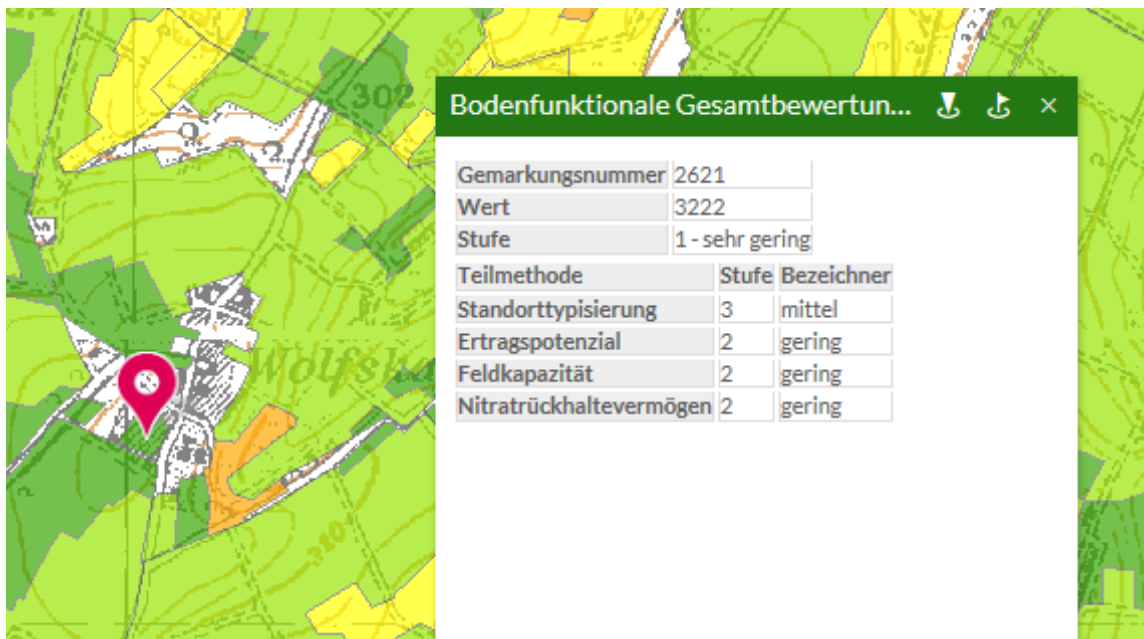 302
Bodenfunktionale Gesamtbewertun...
Gemarkungsnummer 2621
Wert 3222
Stufe 1 - sehr gering
Teilmethode Stufe Bezeichner
Standorttypisierung 3 mittel
Ertragspotenzial 2 gering
Feldkapazität 2 gering
Nitratrückhaltevermögen 2 gering